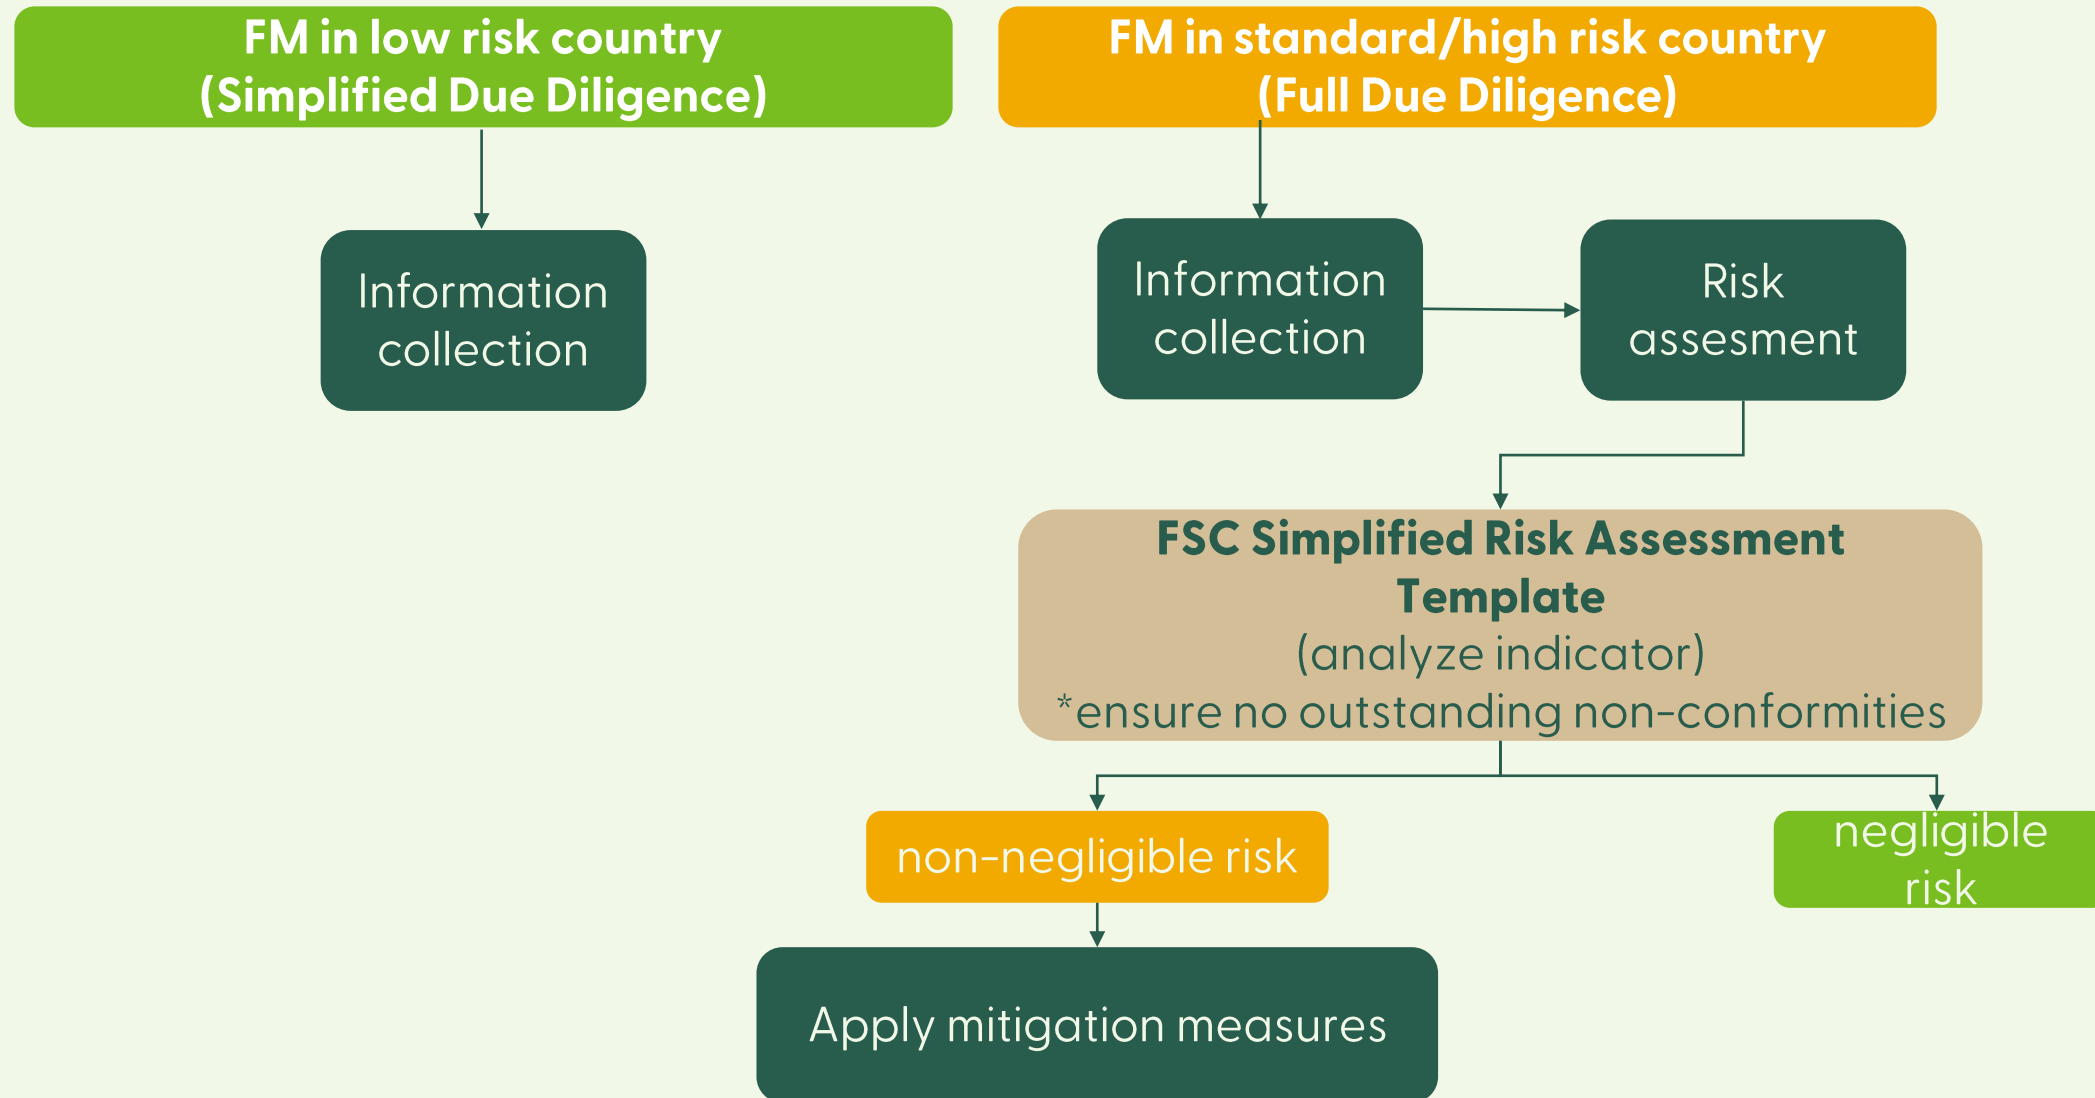 FM in low risk country
(Simplified Due Diligence)
FM in standard/high risk country
(Full Due Diligence)
Information
collection
Information
collection
Risk
assesment
FSC Simplified Risk Assessment
Template
(analyze indicator)
*ensure no outstanding non-conformities
non-negligible risk
negligible
risk
Apply mitigation measures